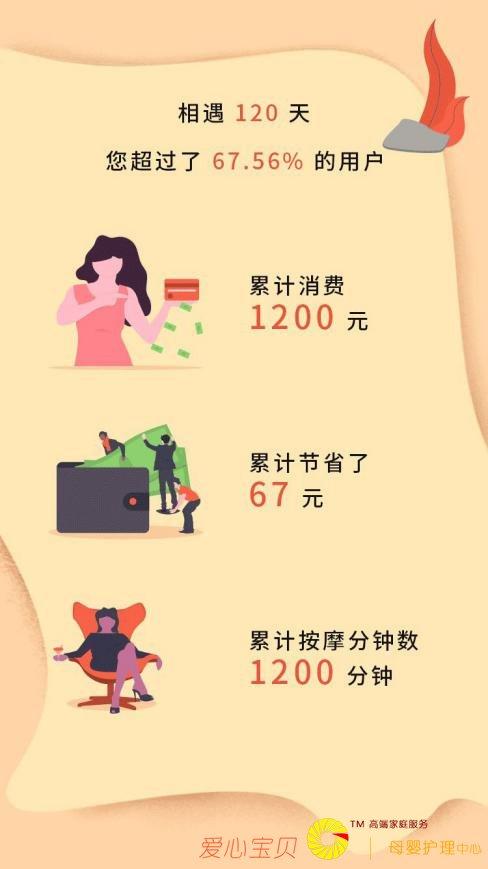 相遇 120 天
您超过了 67.56% 的用户
累计消费
1200 元
累计节省了
67 元
累计按摩分钟数
1200 分钟
TM 高端家庭服务
爱心宝贝
母婴护理中心